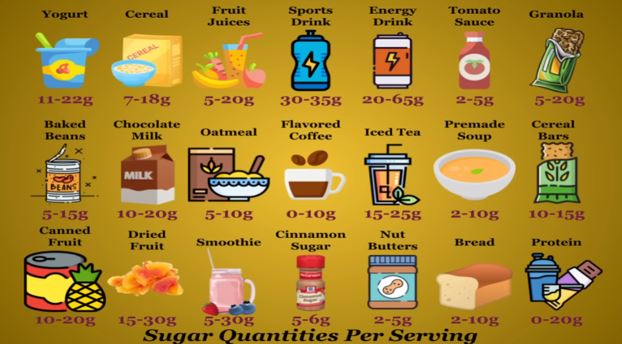 Yogurt
Cereal
Fruit
Juices
Sports
Drink
Energy
Drink
Tomato
Sauce
Granola
CEREAL
11-22g
7-18g
5-20g
30-35g
20-65g
2-5g
5-20g
Baked
Beans
Chocolate
Milk
Oatmeal
Flavored
Coffee
Iced Tea
Premade
Soup
Cereal
Bars
BEANS
MILK
5-15g
10-20g
5-10g
0-10g
15-25g
2-10g
10-15g
Canned
Fruit
Dried
Fruit
Smoothie
Cinnamon
Sugar
Nut
Butters
Bread
Protein
Cinnamon
Sugar
10-20g
15-30g
5-30g
5-6g
2-5g
2-10g
0-20g
Sugar Quantities Per Serving